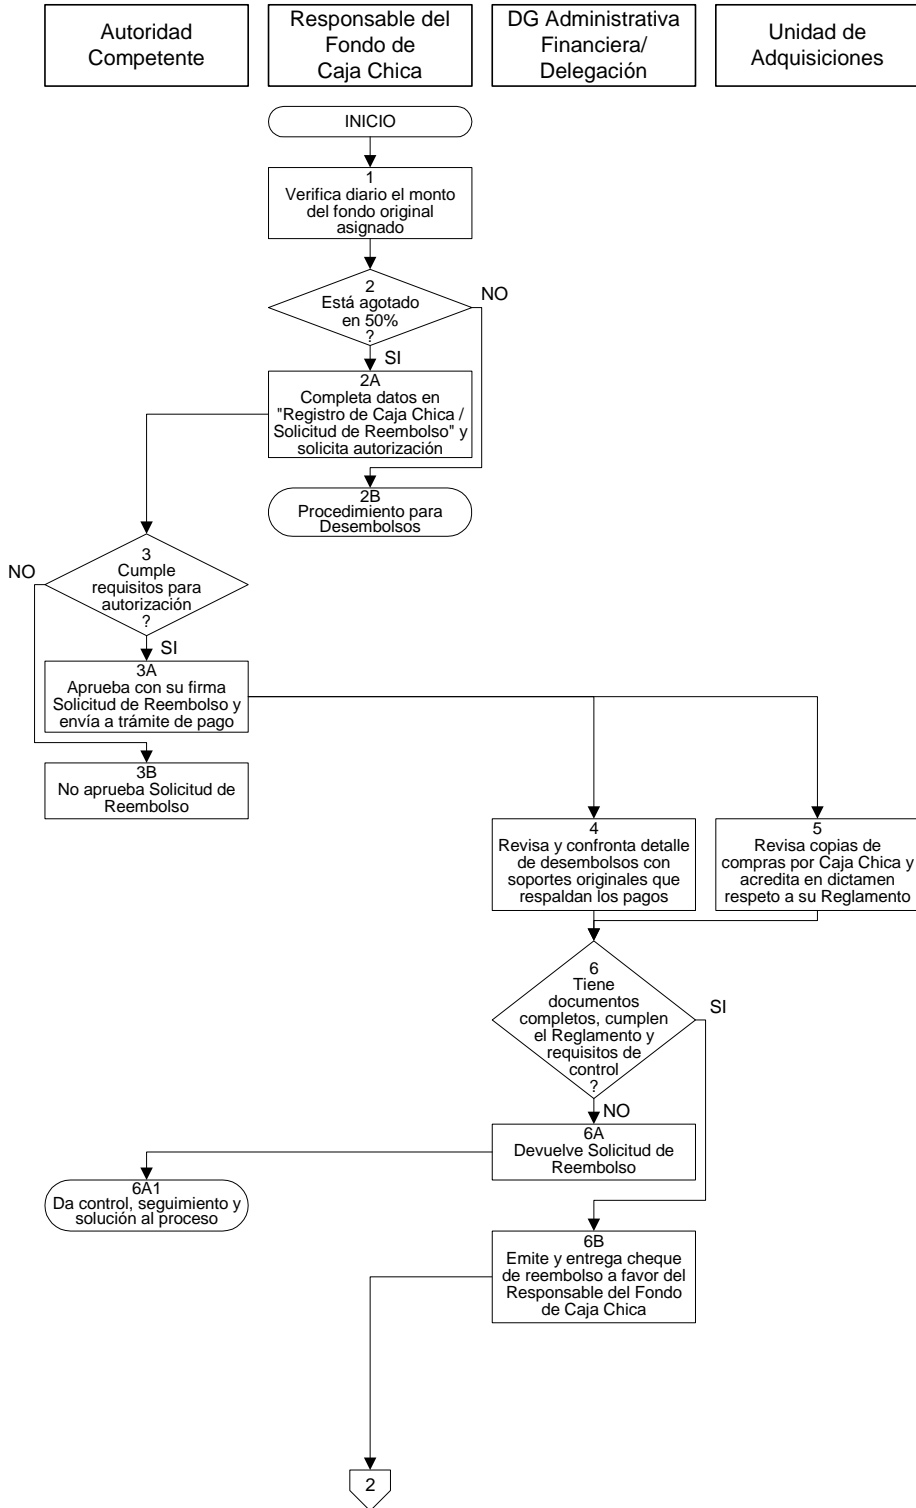 Autoridad
Competente
Responsable del
Fondo de
Caja Chica
DG Administrativa
Financiera/
Delegación
Unidad de
Adquisiciones
INICIO
1
Verifica diario el monto
del fondo original
asignado
2
Está agotado
en 50%
?
NO
SI
2A
Completa datos en
"Registro de Caja Chica /
Solicitud de Reembolso" y
solicita autorización
2B
Procedimiento para
Desembolsos
3
Cumple
requisitos para
autorización
?
NO
SI
3A
Aprueba con su firma
Solicitud de Reembolso y
envía a trámite de pago
3B
No aprueba Solicitud de
Reembolso
4
Revisa y confronta detalle
de desembolsos con
soportes originales que
respaldan los pagos
5
Revisa copias de
compras por Caja Chica y
acredita en dictamen
respeto a su Reglamento
6
Tiene
documentos
completos, cumplen
el Reglamento y
requisitos de
control
?
SI
NO
6A
Devuelve Solicitud de
Reembolso
6A1
Da control, seguimiento y
solución al proceso
6B
Emite y entrega cheque
de reembolso a favor del
Responsable del Fondo
de Caja Chica
2